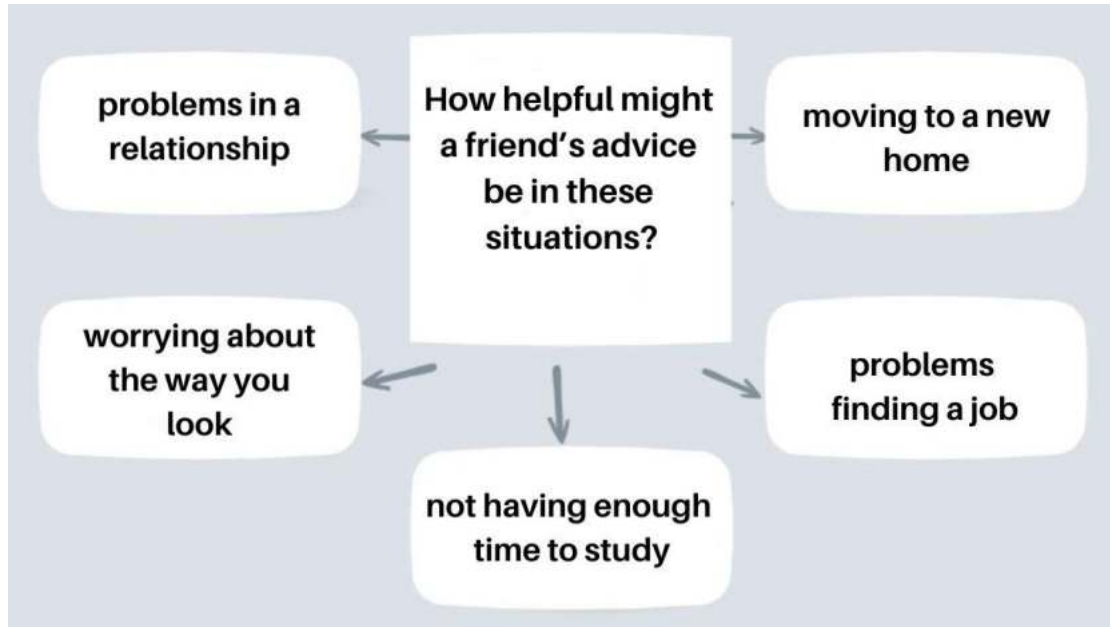 How helpful might
a friend’s advice
be in these
situations?
problems in a
relationship
moving to a new
home
worrying about
the way you
look
problems
finding a job
not having enough
time to study